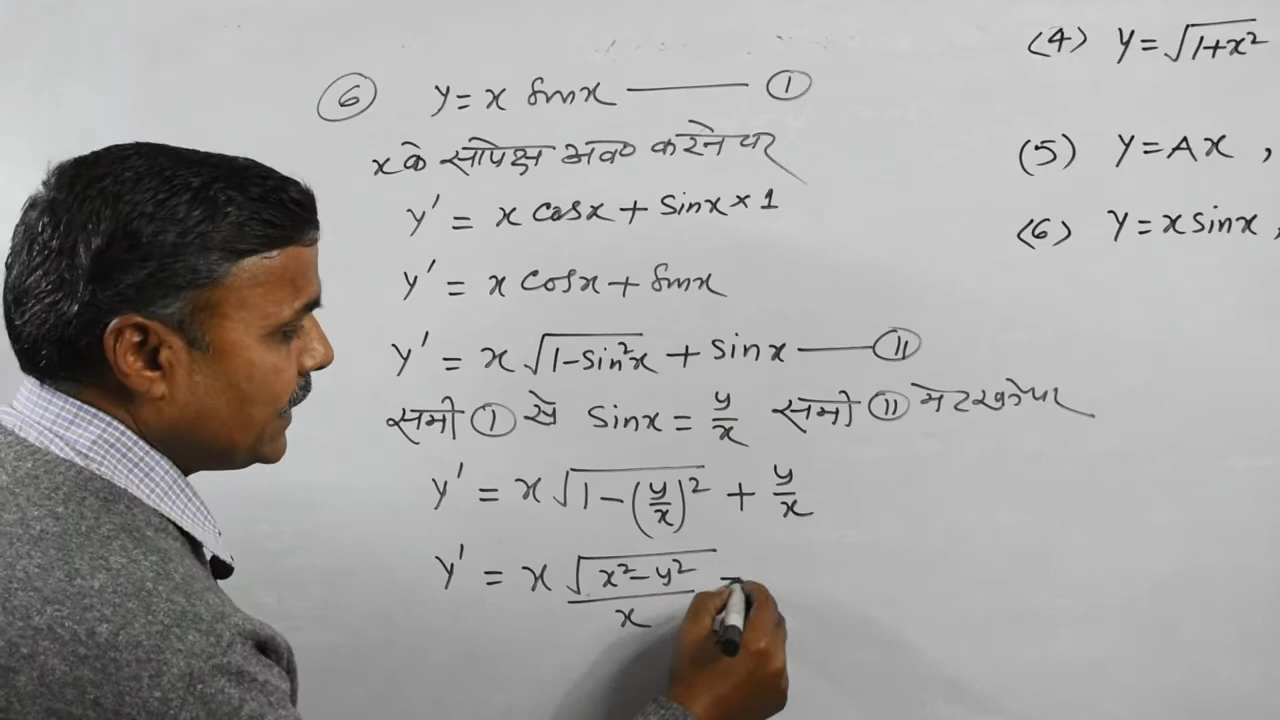 ⑥ y = x sinx ——— ①
x के सापेक्ष अव० करने पर
y' = x cosx + sinx × 1
y' = x cosx + sinx
y' = x √(1-sin²x) + sinx ——— ⑪
समी ① से sinx = y/x समी ⑪ में रखने पर
y' = x √(1-(y/x)²) + y/x
y' = x √(x²-y²)/x -
(4) y = √(1+x²)
(5) y = Ax ,
(6) y = x sinx ,